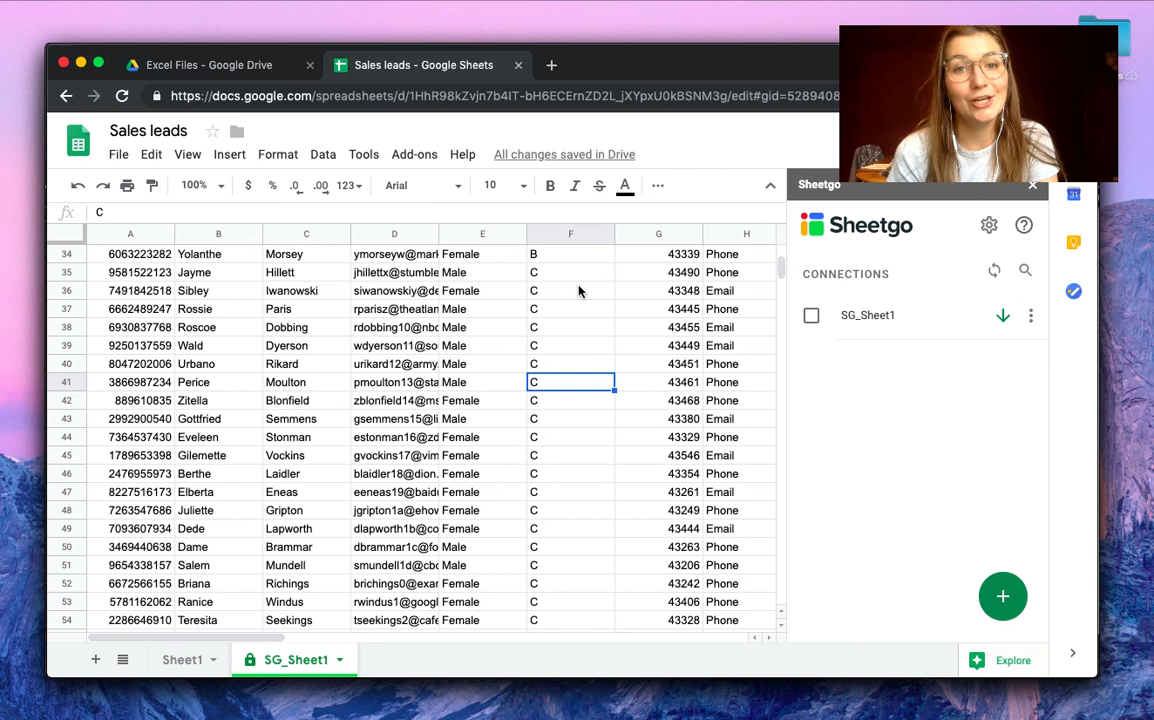 Excel Files - Google Drive
Sales leads - Google Sheets
https://docs.google.com/spreadsheets/d/1HhR98kZvjn7b4IT-bH6ECErnZD2L_jXYpxU0kBSNM3g/edit#gid=5289408
Sales leads
File Edit View Insert Format Data Tools Add-ons Help All changes saved in Drive
100% $ % .0 .00 123 Arial 10 B I S A
fx C
Sheetgo
Sheetgo
CONNECTIONS
SG_Sheet1
31
A B C D E F G H
34 6063223282 Yolanthe Morsey ymorseyw@mark Female B 43339 Phone
35 9581522123 Jayme Hillett jhillettx@stumble Male C 43490 Phone
36 7491842518 Sibley Iwanowski siwanowskiy@de Female C 43348 Email
37 6662489247 Rossie Paris rparisz@theatlan Male C 43445 Phone
38 6930837768 Roscoe Dobbing rdobbing10@nbc Male C 43455 Email
39 9250137559 Wald Dyerson wdyerson11@so Male C 43449 Email
40 8047202006 Urbano Rikard urikard12@army. Male C 43451 Phone
41 3866987234 Perice Moulton pmoulton13@sta Male C 43461 Phone
42 889610835 Zitella Blonfield zblonfield14@ms Female C 43468 Phone
43 2992900540 Gottfried Semmens gsemmens15@li Male C 43380 Email
44 7364537430 Eveleen Stonman estonman16@zd Female C 43329 Phone
45 1789653398 Gilemette Vockins gvockins17@vim Female C 43546 Email
46 2476955973 Berthe Laidler blaidler18@dion. Female C 43354 Phone
47 8227516173 Elberta Eneas eeneas19@baid Female C 43261 Email
48 7263547686 Juliette Gripton jgripton1a@ehow Female C 43249 Phone
49 7093607934 Dede Lapworth dlapworth1b@co Female C 43444 Email
50 3469440638 Dame Brammar dbrammar1c@fo Male C 43263 Phone
51 9654338157 Salem Mundell smundell1d@cbc Male C 43206 Phone
52 6672566155 Briana Richings brichings0@exar Female C 43242 Phone
53 5781162062 Ranice Windus rwindus1@googl Female C 43406 Phone
54 2286646910 Teresita Seekings tseekings2@cafe Female C 43328 Phone
Sheet1 SG_Sheet1 Explore